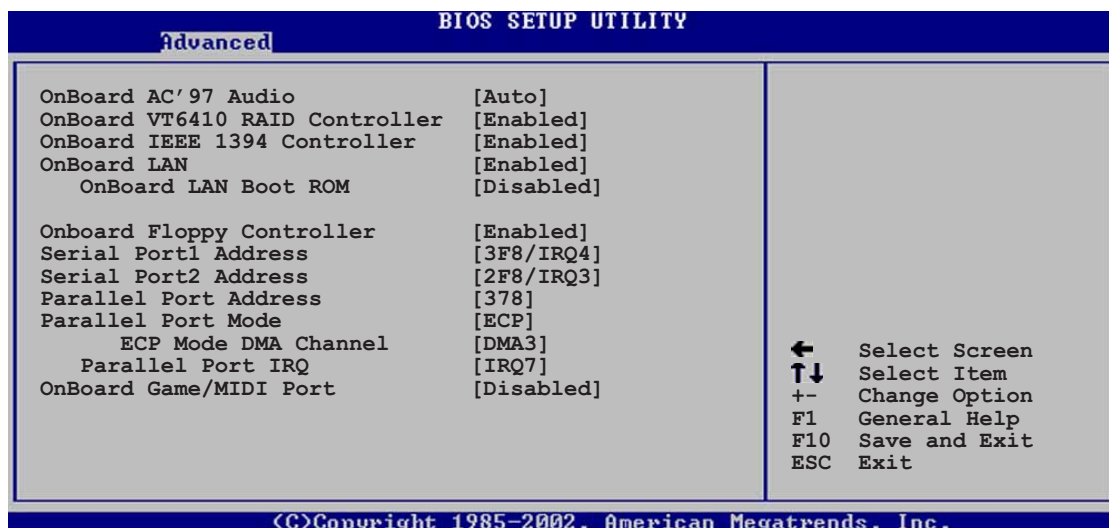 BIOS SETUP UTILITY
Advanced
OnBoard AC'97 Audio [Auto]
OnBoard VT6410 RAID Controller [Enabled]
OnBoard IEEE 1394 Controller [Enabled]
OnBoard LAN [Enabled]
OnBoard LAN Boot ROM [Disabled]
Onboard Floppy Controller [Enabled]
Serial Port1 Address [3F8/IRQ4]
Serial Port2 Address [2F8/IRQ3]
Parallel Port Address [378]
Parallel Port Mode [ECP]
ECP Mode DMA Channel [DMA3]
Parallel Port IRQ [IRQ7]
OnBoard Game/MIDI Port [Disabled]
← Select Screen
↑↓ Select Item
+- Change Option
F1 General Help
F10 Save and Exit
ESC Exit
(C)Copyright 1985-2002, American Megatrends, Inc.